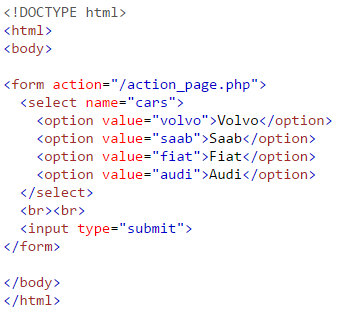 <!DOCTYPE html>
<html>
<body>

<form action="/action_page.php">
  <select name="cars">
    <option value="volvo">Volvo</option>
    <option value="saab">Saab</option>
    <option value="fiat">Fiat</option>
    <option value="audi">Audi</option>
  </select>
  <br><br>
  <input type="submit">
</form>

</body>
</html>